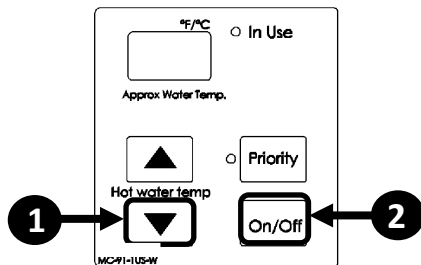 °F/°C
In Use
Approx Water Temp.
Priority
Hot water temp
1
On/Off
2
MC-91-1US-W